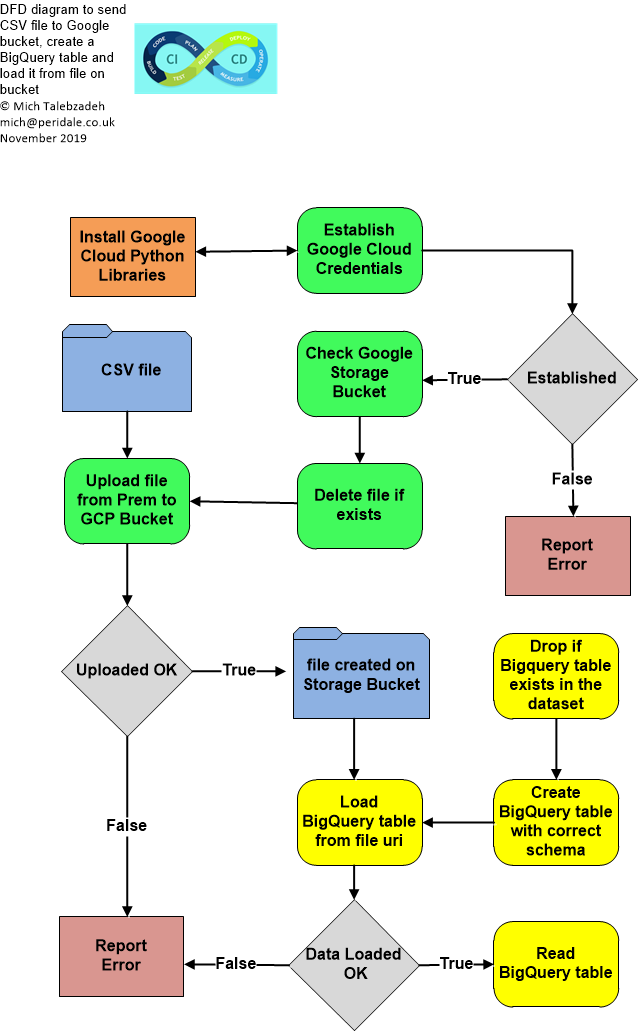 DFD diagram to send
CSV file to Google
bucket, create a
BigQuery table and
load it from file on
bucket
© Mich Talebzadeh
mich@peridale.co.uk
November 2019
CODE
PLAN
BUILD
TEST
CI
RELEASE
DEPLOY
CD
OPERATE
MEASURE
Install Google
Cloud Python
Libraries
Establish
Google Cloud
Credentials
CSV file
Check Google
Storage
Bucket
True
Established
Upload file
from Prem to
GCP Bucket
Delete file if
exists
False
Report
Error
Uploaded OK
True
file created on
Storage Bucket
Drop if
Bigquery table
exists in the
dataset
False
Load
BigQuery table
from file uri
Create
BigQuery table
with correct
schema
Report
Error
False
Data Loaded
OK
True
Read
BigQuery table